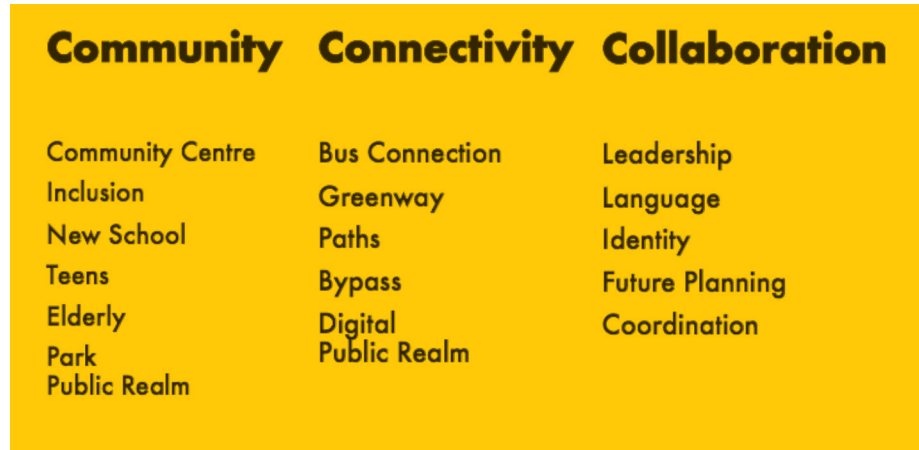 Community
Community Centre
Inclusion
New School
Teens
Elderly
Park
Public Realm
Connectivity
Bus Connection
Greenway
Paths
Bypass
Digital
Public Realm
Collaboration
Leadership
Language
Identity
Future Planning
Coordination